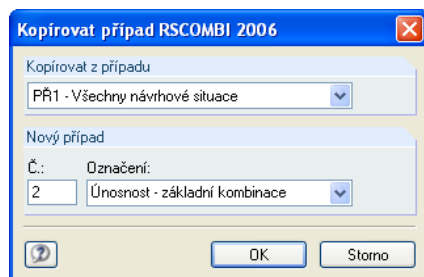 Kopírovat případ RSCOMBI 2006
Kopírovat z případu
PŘ1 - Všechny návrhové situace
Nový případ
Č.: Označení:
2 Únosnost - základní kombinace
OK Storno